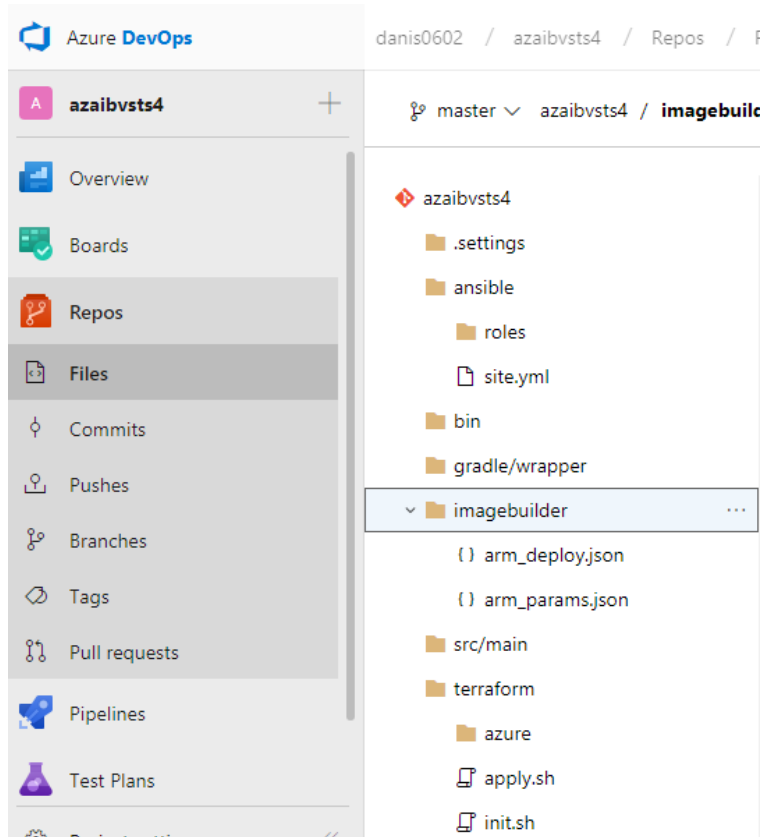 Azure DevOps
danis0602 / azaibvsts4 / Repos /
A azaibvsts4
master azaibvsts4 / imagebuild
Overview
Boards
Repos
Files
Commits
Pushes
Branches
Tags
Pull requests
Pipelines
Test Plans
azaibvsts4
.settings
ansible
roles
site.yml
bin
gradle/wrapper
imagebuilder
arm_deploy.json
arm_params.json
src/main
terraform
azure
apply.sh
init.sh